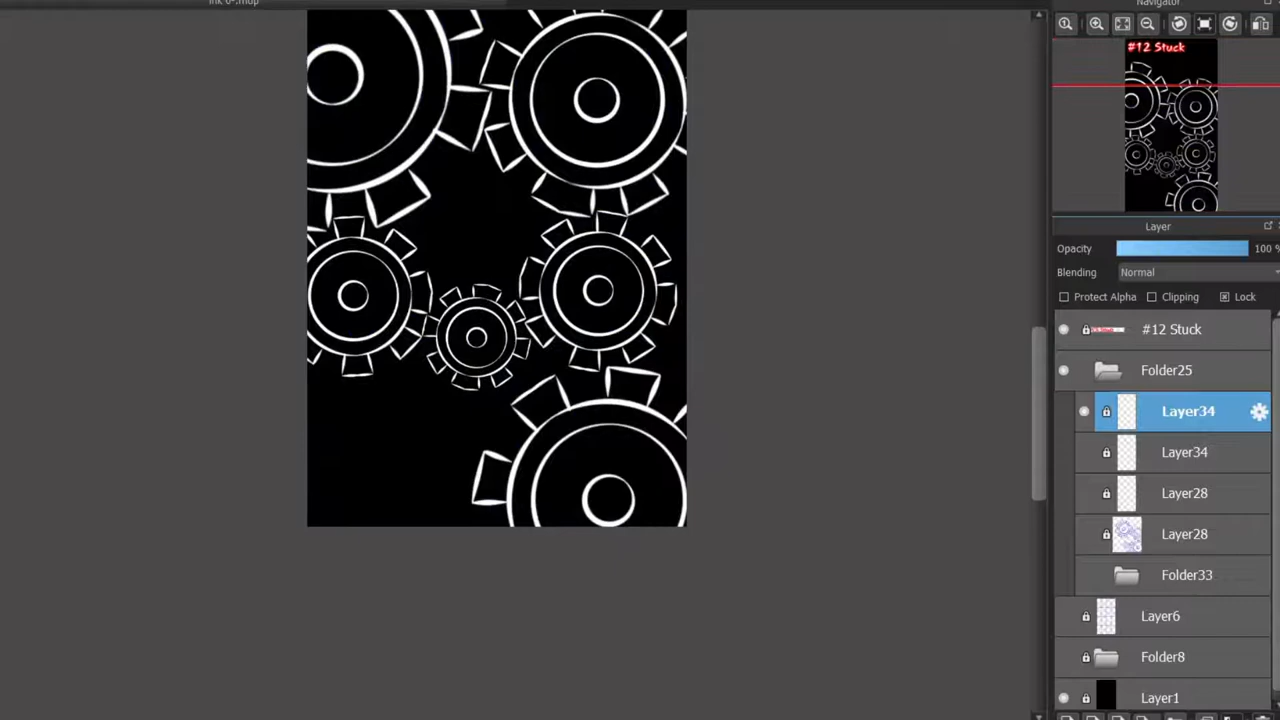 Navigator
#12 Stuck
Layer
Opacity 100 %
Blending Normal
Protect Alpha Clipping Lock
#12 Stuck
Folder25
Layer34
Layer34
Layer28
Layer28
Folder33
Layer6
Folder8
Layer1